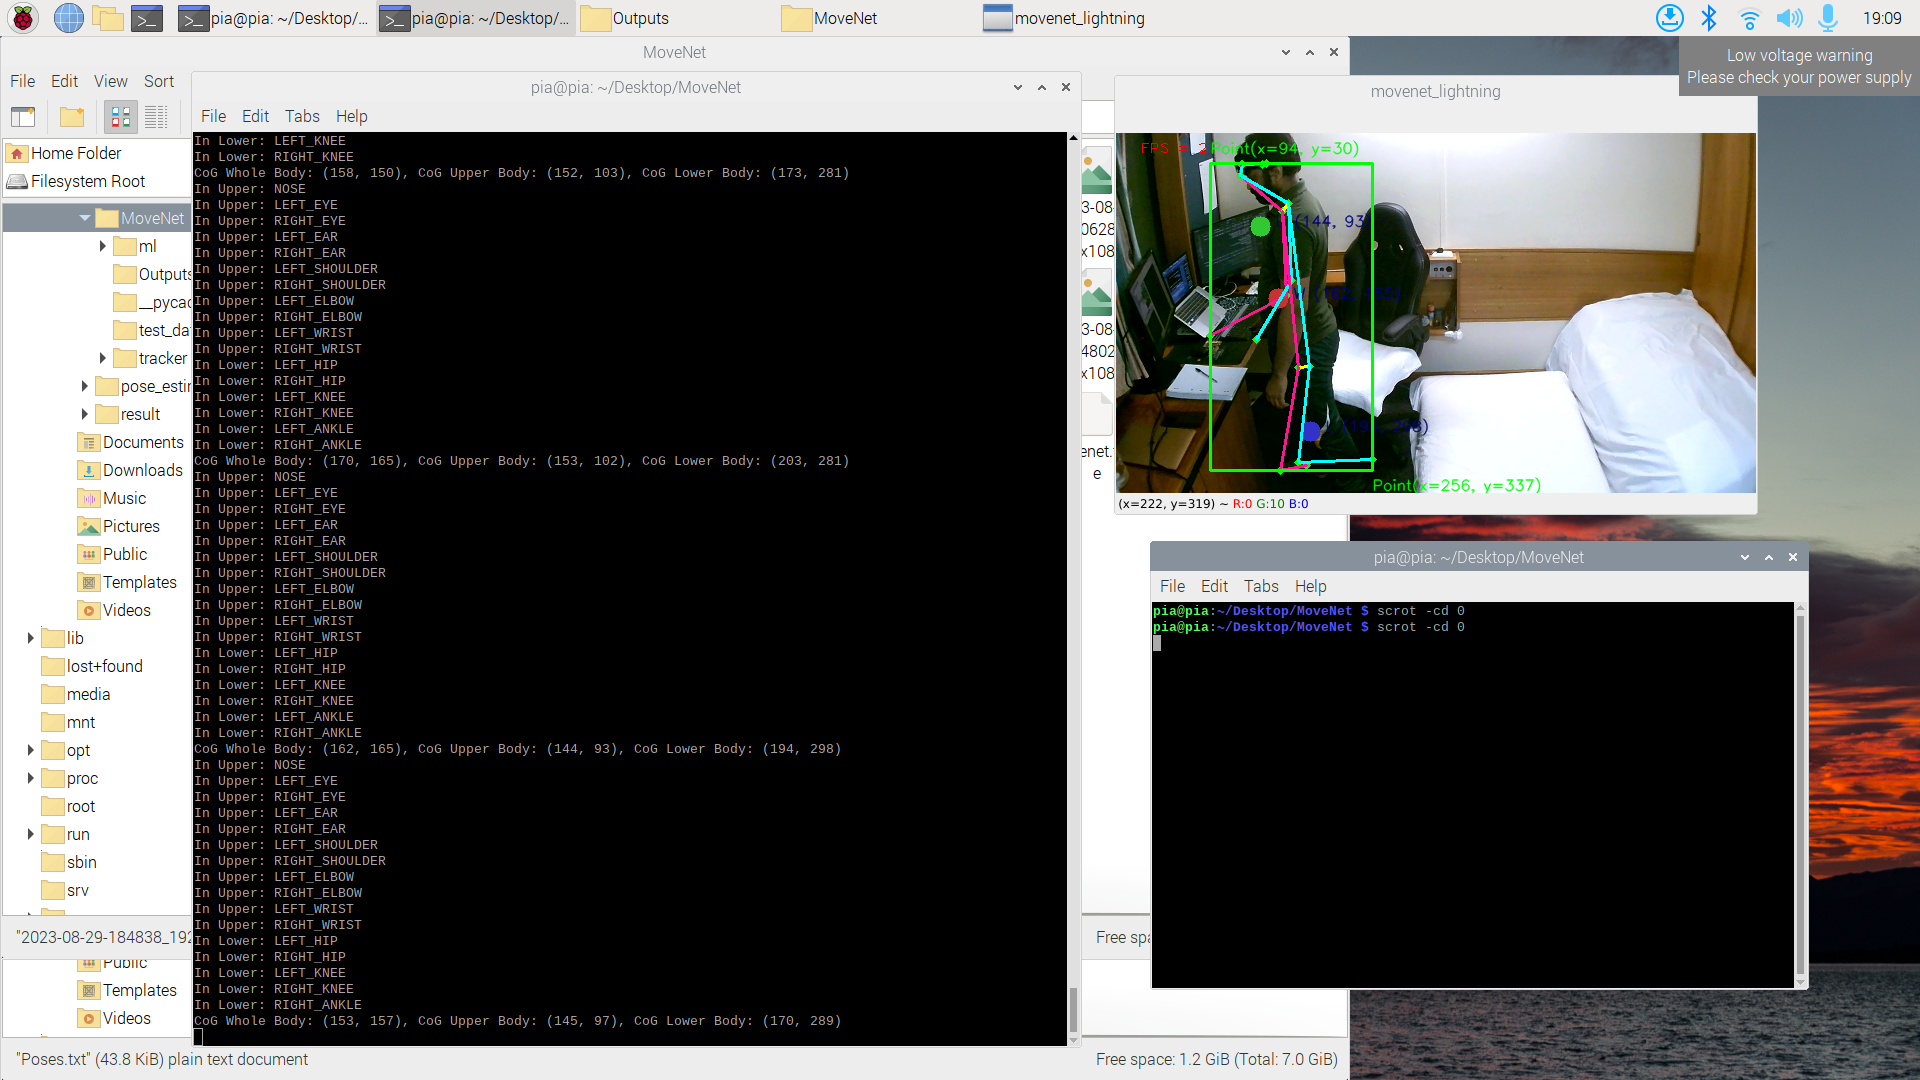 pia@pia: ~/Desktop/...
pia@pia: ~/Desktop/...
Outputs
MoveNet
movenet_lightning
19:09
Low voltage warning
Please check your power supply
MoveNet
File Edit View Sort
Home Folder
Filesystem Root
MoveNet
ml
Outputs
__pycac
test_da
tracker
pose_estin
result
Documents
Downloads
Music
Pictures
Public
Templates
Videos
lib
lost+found
media
mnt
opt
proc
root
run
sbin
srv
"2023-08-29-184838_192
Free spa
Public
Templates
Videos
"Poses.txt" (43.8 KiB) plain text document
Free space: 1.2 GiB (Total: 7.0 GiB)
3-08-
0628
x108
3-08-
4802
x108
enet.
e
pia@pia: ~/Desktop/MoveNet
File Edit Tabs Help
In Lower: LEFT_KNEE
In Lower: RIGHT_KNEE
CoG Whole Body: (158, 150), CoG Upper Body: (152, 103), CoG Lower Body: (173, 281)
In Upper: NOSE
In Upper: LEFT_EYE
In Upper: RIGHT_EYE
In Upper: LEFT_EAR
In Upper: RIGHT_EAR
In Upper: LEFT_SHOULDER
In Upper: RIGHT_SHOULDER
In Upper: LEFT_ELBOW
In Upper: RIGHT_ELBOW
In Upper: LEFT_WRIST
In Upper: RIGHT_WRIST
In Lower: LEFT_HIP
In Lower: RIGHT_HIP
In Lower: LEFT_KNEE
In Lower: RIGHT_KNEE
In Lower: LEFT_ANKLE
In Lower: RIGHT_ANKLE
CoG Whole Body: (170, 165), CoG Upper Body: (153, 102), CoG Lower Body: (203, 281)
In Upper: NOSE
In Upper: LEFT_EYE
In Upper: RIGHT_EYE
In Upper: LEFT_EAR
In Upper: RIGHT_EAR
In Upper: LEFT_SHOULDER
In Upper: RIGHT_SHOULDER
In Upper: LEFT_ELBOW
In Upper: RIGHT_ELBOW
In Upper: LEFT_WRIST
In Upper: RIGHT_WRIST
In Lower: LEFT_HIP
In Lower: RIGHT_HIP
In Lower: LEFT_KNEE
In Lower: RIGHT_KNEE
In Lower: LEFT_ANKLE
In Lower: RIGHT_ANKLE
CoG Whole Body: (162, 165), CoG Upper Body: (144, 93), CoG Lower Body: (194, 298)
In Upper: NOSE
In Upper: LEFT_EYE
In Upper: RIGHT_EYE
In Upper: LEFT_EAR
In Upper: RIGHT_EAR
In Upper: LEFT_SHOULDER
In Upper: RIGHT_SHOULDER
In Upper: LEFT_ELBOW
In Upper: RIGHT_ELBOW
In Upper: LEFT_WRIST
In Upper: RIGHT_WRIST
In Lower: LEFT_HIP
In Lower: RIGHT_HIP
In Lower: LEFT_KNEE
In Lower: RIGHT_KNEE
In Lower: RIGHT_ANKLE
CoG Whole Body: (153, 157), CoG Upper Body: (145, 97), CoG Lower Body: (170, 289)
movenet_lightning
FPS = 2
Point(x=94, y=30)
(144, 93)
(162, 165)
(194, 298)
Point(x=256, y=337)
(x=222, y=319) ~ R:0 G:10 B:0
pia@pia: ~/Desktop/MoveNet
File Edit Tabs Help
pia@pia:~/Desktop/MoveNet $ scrot -cd 0
pia@pia:~/Desktop/MoveNet $ scrot -cd 0